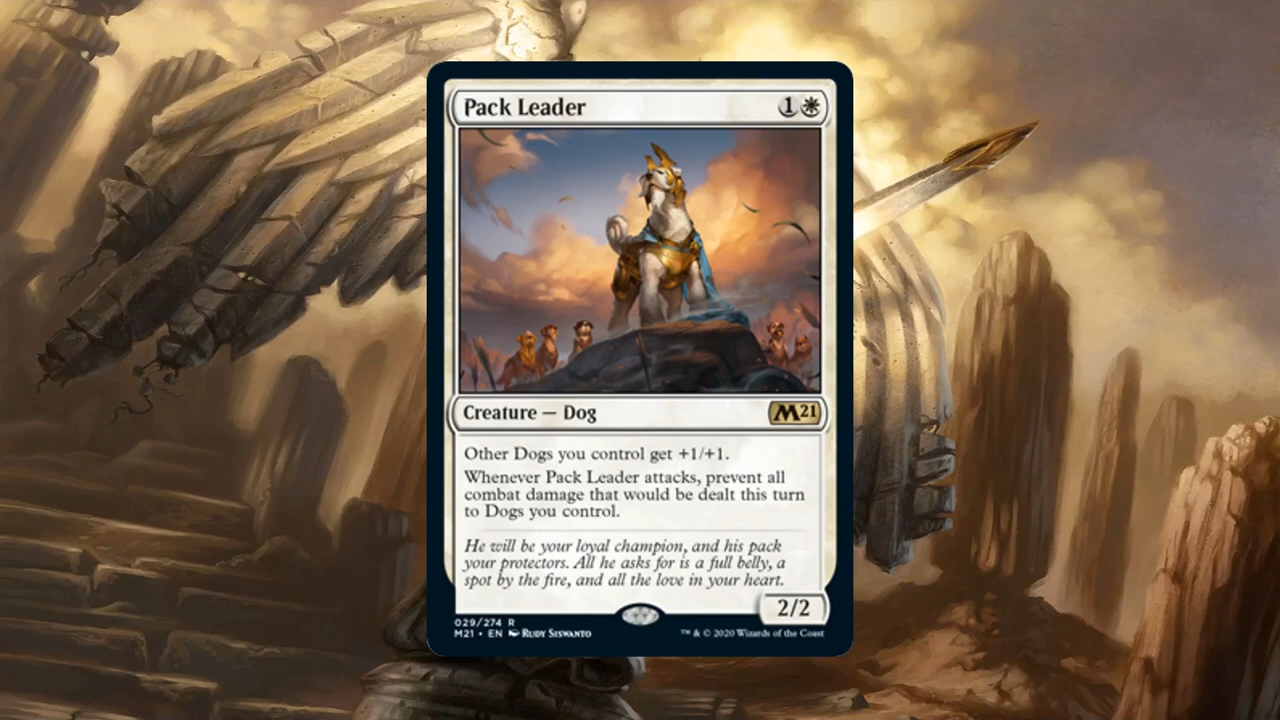 Pack Leader 1
Creature — Dog M21
Other Dogs you control get +1/+1.
Whenever Pack Leader attacks, prevent all
combat damage that would be dealt this turn
to Dogs you control.
He will be your loyal champion, and his pack
your protectors. All he asks for is a full belly, a
spot by the fire, and all the love in your heart.
2/2
029/274 R
M21 • EN Rudy Siswanto ™ & © 2020 Wizards of the Coast